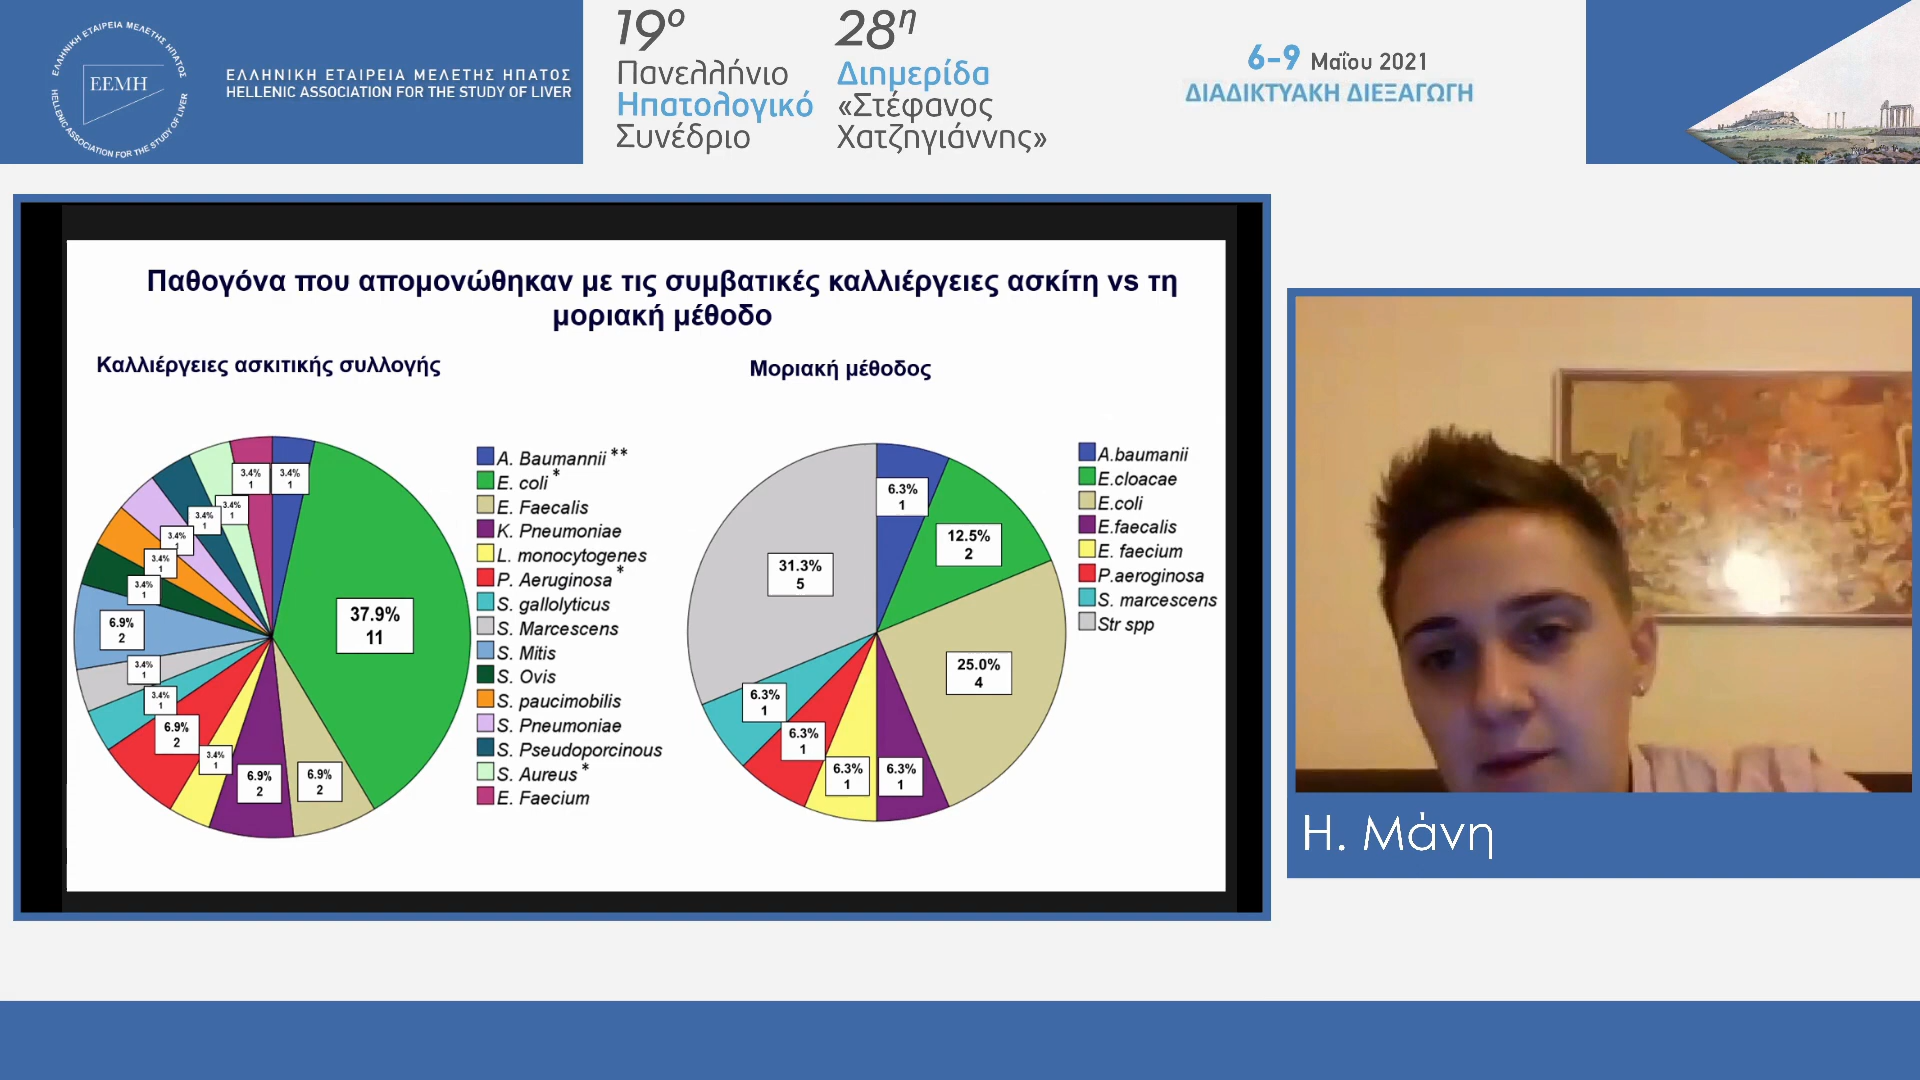 ΕΛΛΗΝΙΚΗ ΕΤΑΙΡΕΙΑ ΜΕΛΕΤΗΣ ΗΠΑΤΟΣ
ΕΕΜΗ
HELLENIC ASSOCIATION FOR THE STUDY OF LIVER
ΕΛΛΗΝΙΚΗ ΕΤΑΙΡΕΙΑ ΜΕΛΕΤΗΣ ΗΠΑΤΟΣ
HELLENIC ASSOCIATION FOR THE STUDY OF LIVER
19ο
Πανελλήνιο
Ηπατολογικό
Συνέδριο
28η
Διημερίδα
«Στέφανος
Χατζηγιάννης»
6-9 Μαΐου 2021
ΔΙΑΔΙΚΤΥΑΚΗ ΔΙΕΞΑΓΩΓΗ
Παθογόνα που απομονώθηκαν με τις συμβατικές καλλιέργειες ασκίτη vs τη
μοριακή μέθοδο
Καλλιέργειες ασκιτικής συλλογής
3.4%
1
3.4%
1
3.4%
1
3.4%
1
3.4%
1
3.4%
1
3.4%
1
6.9%
2
3.4%
1
3.4%
1
6.9%
2
3.4%
1
6.9%
2
6.9%
2
37.9%
11
A. Baumannii **
E. coli *
E. Faecalis
K. Pneumoniae
L. monocytogenes
P. Aeruginosa *
S. gallolyticus
S. Marcescens
S. Mitis
S. Ovis
S. paucimobilis
S. Pneumoniae
S. Pseudoporcinous
S. Aureus *
E. Faecium
Μοριακή μέθοδος
6.3%
1
12.5%
2
31.3%
5
25.0%
4
6.3%
1
6.3%
1
6.3%
1
6.3%
1
A.baumanii
E.cloacae
E.coli
E.faecalis
E. faecium
P.aeroginosa
S. marcescens
Str spp
Η. Μάνη